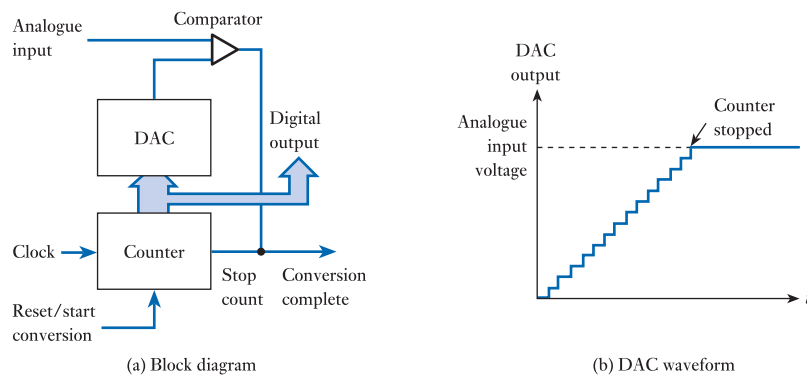 Comparator
Analogue
input
DAC
Digital
output
Clock
Counter
Stop
count
Conversion
complete
Reset/start
conversion
(a) Block diagram
DAC
output
Analogue
input
voltage
Counter
stopped
(b) DAC waveform